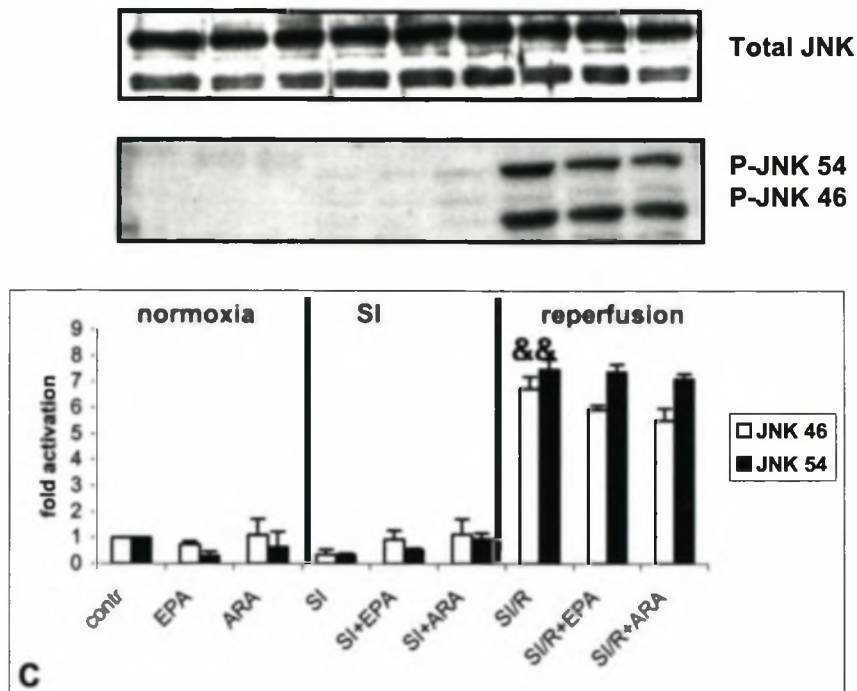 Total JNK
P-JNK 54
P-JNK 46
normoxia
SI
reperfusion
9
8
7
6
5
4
3
2
1
0
fold activation
&&
JNK 46
JNK 54
contr
EPA
ARA
SI
SI+EPA
SI+ARA
SI/R
SI/R+EPA
SI/R+ARA
C